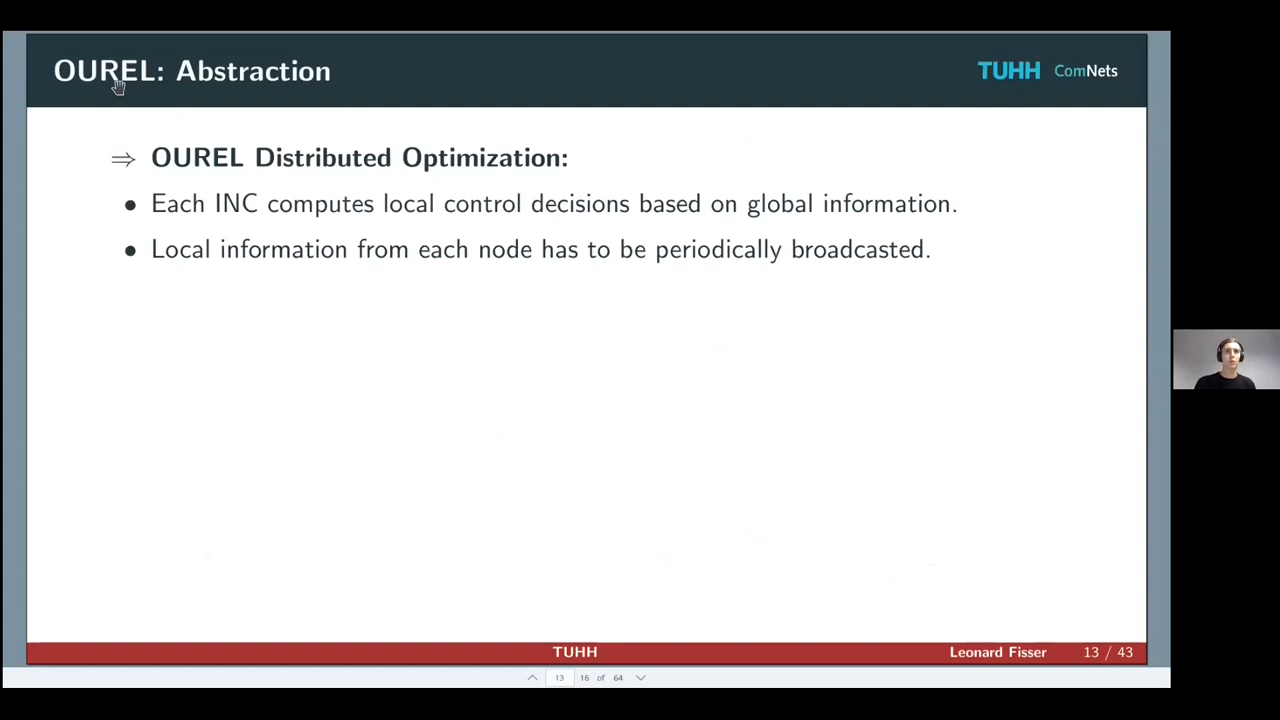 OUREL: Abstraction
TUHH ComNets
⇒ OUREL Distributed Optimization:
• Each INC computes local control decisions based on global information.
• Local information from each node has to be periodically broadcasted.
TUHH
Leonard Fisser 13 / 43
13 16 of 64